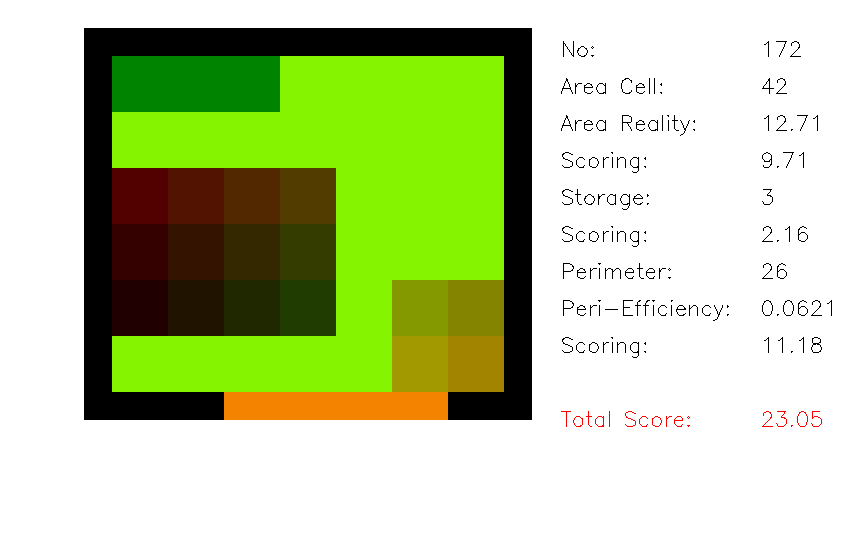 No: 172
Area Cell: 42
Area Reality: 12.71
Scoring: 9.71
Storage: 3
Scoring: 2.16
Perimeter: 26
Peri-Efficiency: 0.0621
Scoring: 11.18
Total Score: 23.05